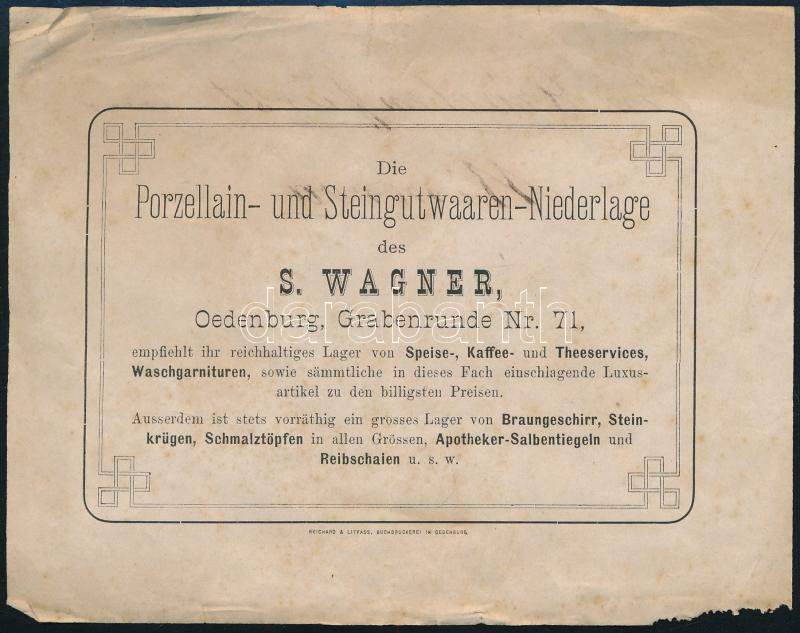 Die
Porzellain- und Steingutwaaren-Niederlage
des
S. WAGNER,
Oedenburg, Grabenrunde Nr. 71,
empfiehlt ihr reichhaltiges Lager von Speise-, Kaffee- und Theeservices,
Waschgarnituren, sowie sämmtliche in dieses Fach einschlagende Luxus-
artikel zu den billigsten Preisen.
Ausserdem ist stets vorräthig ein grosses Lager von Braungeschirr, Stein-
krügen, Schmalztöpfen in allen Grössen, Apotheker-Salbentiegeln und
Reibschaien u. s. w.
REICHARD & LITFASS, BUCHDRUCKEREI IN OEDENBURG.
darabanth